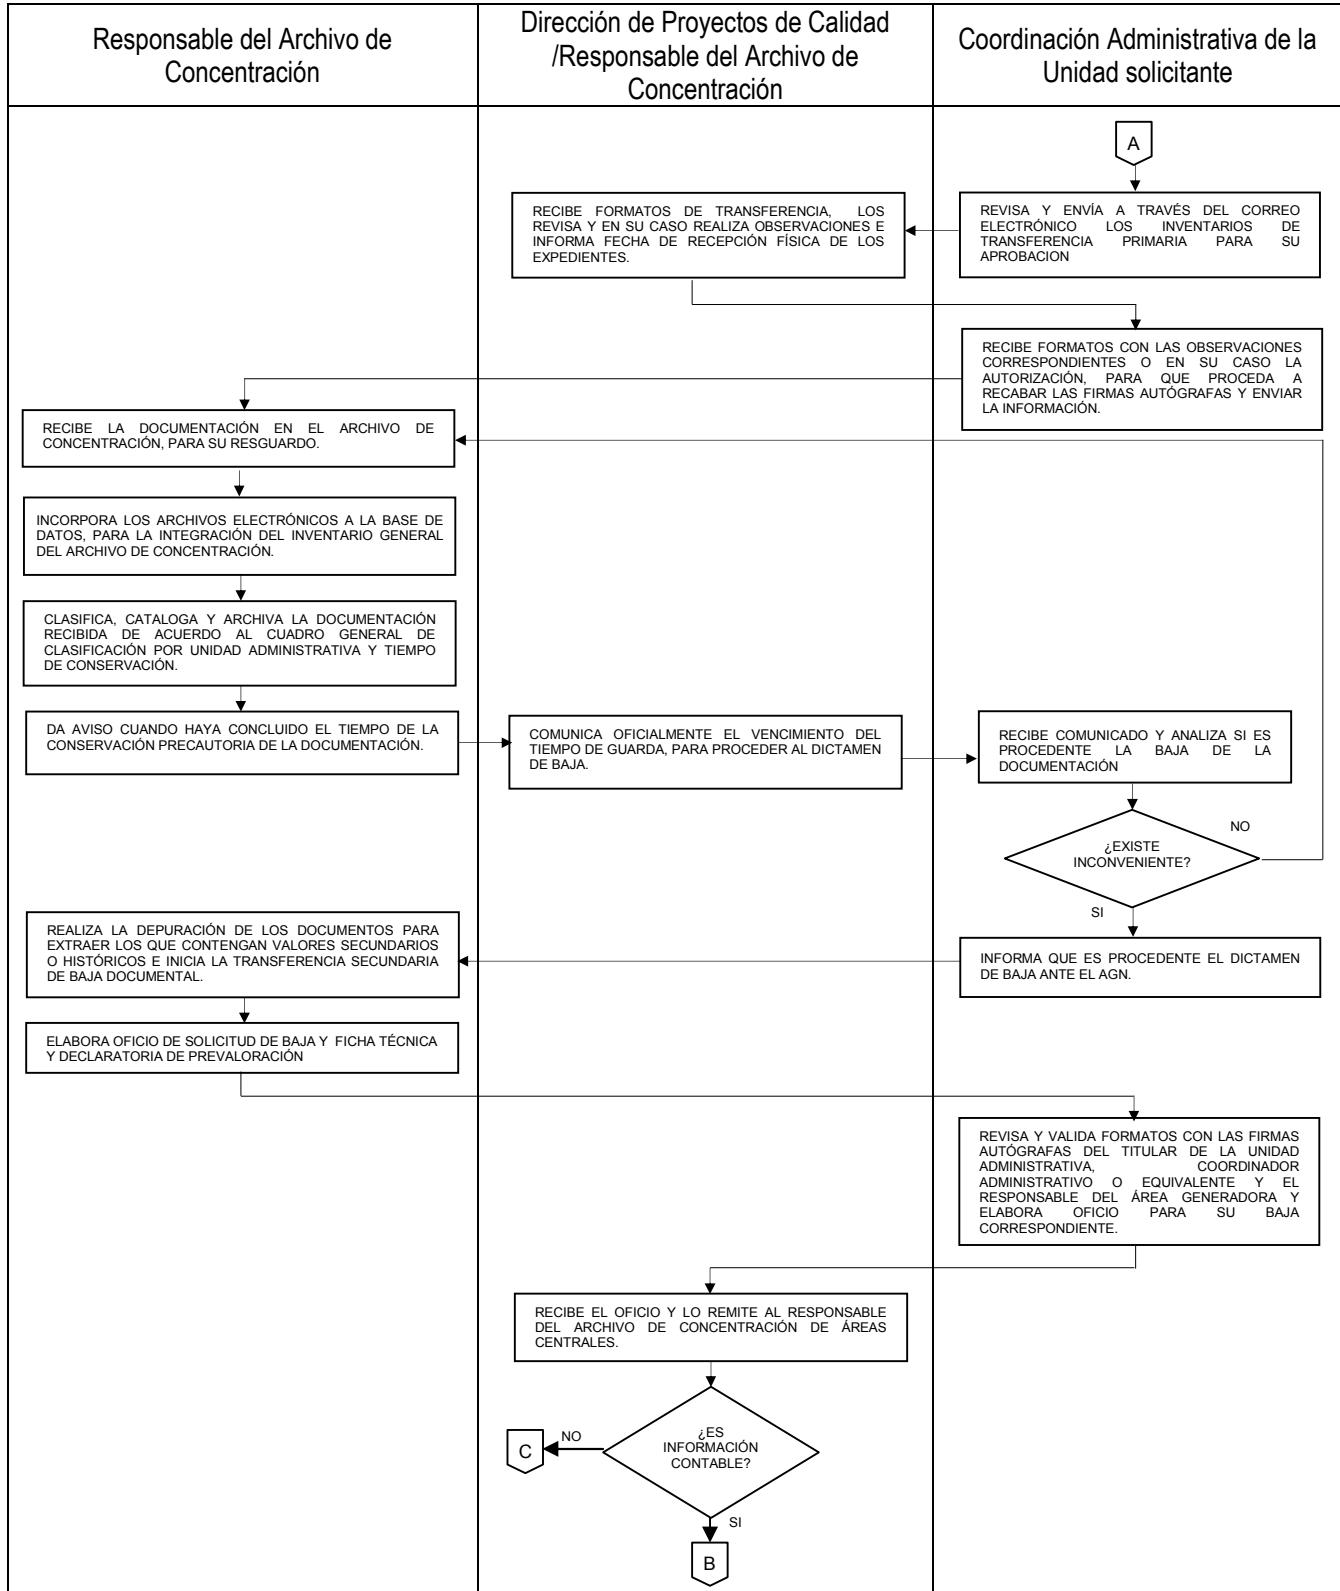 Responsable del Archivo de
Concentración
Dirección de Proyectos de Calidad
/Responsable del Archivo de
Concentración
Coordinación Administrativa de la
Unidad solicitante
A
REVISA Y ENVÍA A TRAVÉS DEL CORREO
ELECTRÓNICO LOS INVENTARIOS DE
TRANSFERENCIA PRIMARIA PARA SU
APROBACION
RECIBE FORMATOS DE TRANSFERENCIA, LOS
REVISA Y EN SU CASO REALIZA OBSERVACIONES E
INFORMA FECHA DE RECEPCIÓN FÍSICA DE LOS
EXPEDIENTES.
RECIBE FORMATOS CON LAS OBSERVACIONES
CORRESPONDIENTES O EN SU CASO LA
AUTORIZACIÓN, PARA QUE PROCEDA A
RECABAR LAS FIRMAS AUTÓGRAFAS Y ENVIAR
LA INFORMACIÓN.
RECIBE LA DOCUMENTACIÓN EN EL ARCHIVO DE
CONCENTRACIÓN, PARA SU RESGUARDO.
INCORPORA LOS ARCHIVOS ELECTRÓNICOS A LA BASE DE
DATOS, PARA LA INTEGRACIÓN DEL INVENTARIO GENERAL
DEL ARCHIVO DE CONCENTRACIÓN.
CLASIFICA, CATALOGA Y ARCHIVA LA DOCUMENTACIÓN
RECIBIDA DE ACUERDO AL CUADRO GENERAL DE
CLASIFICACIÓN POR UNIDAD ADMINISTRATIVA Y TIEMPO
DE CONSERVACIÓN.
DA AVISO CUANDO HAYA CONCLUIDO EL TIEMPO DE LA
CONSERVACIÓN PRECAUTORIA DE LA DOCUMENTACIÓN.
COMUNICA OFICIALMENTE EL VENCIMIENTO DEL
TIEMPO DE GUARDA, PARA PROCEDER AL DICTAMEN
DE BAJA.
RECIBE COMUNICADO Y ANALIZA SI ES
PROCEDENTE LA BAJA DE LA
DOCUMENTACIÓN
¿EXISTE
INCONVENIENTE?
NO
SI
INFORMA QUE ES PROCEDENTE EL DICTAMEN
DE BAJA ANTE EL AGN.
REALIZA LA DEPURACIÓN DE LOS DOCUMENTOS PARA
EXTRAER LOS QUE CONTENGAN VALORES SECUNDARIOS
O HISTÓRICOS E INICIA LA TRANSFERENCIA SECUNDARIA
DE BAJA DOCUMENTAL.
ELABORA OFICIO DE SOLICITUD DE BAJA Y FICHA TÉCNICA
Y DECLARATORIA DE PREVALORACIÓN
REVISA Y VALIDA FORMATOS CON LAS FIRMAS
AUTÓGRAFAS DEL TITULAR DE LA UNIDAD
ADMINISTRATIVA, COORDINADOR
ADMINISTRATIVO O EQUIVALENTE Y EL
RESPONSABLE DEL ÁREA GENERADORA Y
ELABORA OFICIO PARA SU BAJA
CORRESPONDIENTE.
RECIBE EL OFICIO Y LO REMITE AL RESPONSABLE
DEL ARCHIVO DE CONCENTRACIÓN DE ÁREAS
CENTRALES.
¿ES
INFORMACIÓN
CONTABLE?
NO
C
SI
B